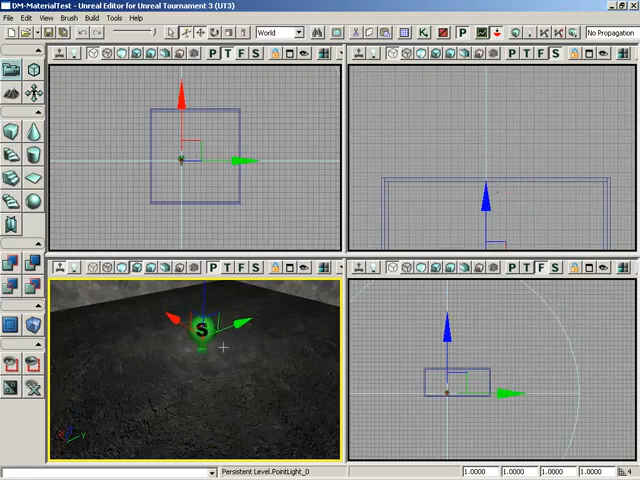 DM-MaterialTest - Unreal Editor for Unreal Tournament 3 (UT3)
File Edit View Brush Build Tools Help
World
No Propagation
P T F S
P T F S
P T F S
P T F S
S
X Y
Persistent Level.PointLight_0
1.0000 1.0000 1.0000 1.0000 4